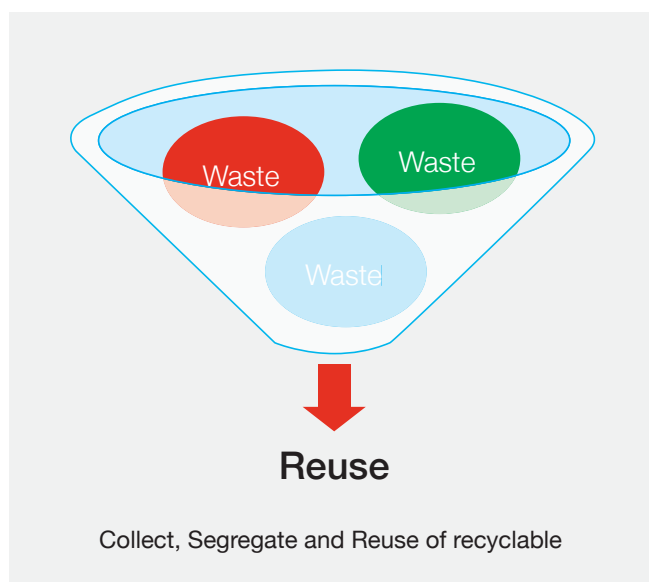 Waste
Waste
Waste
Reuse
Collect, Segregate and Reuse of recyclable